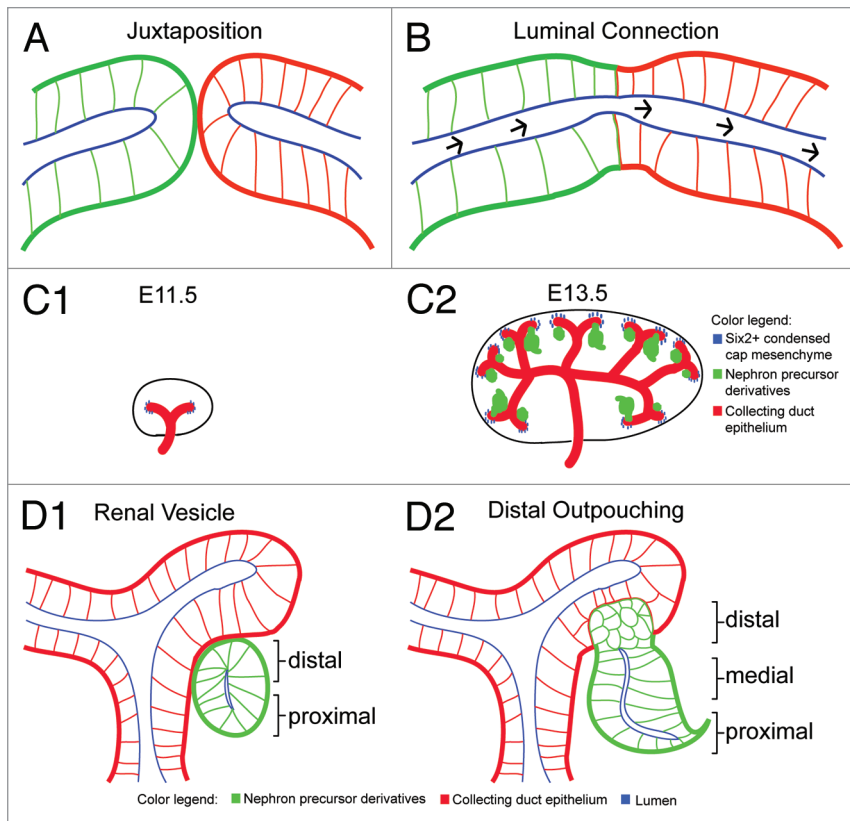 A
Juxtaposition
B
Luminal Connection
C1
E11.5
C2
E13.5
Color legend:
Six2+ condensed
cap mesenchyme
Nephron precursor
derivatives
Collecting duct
epithelium
D1
Renal Vesicle
distal
proximal
D2
Distal Outpouching
distal
medial
proximal
Color legend: Nephron precursor derivatives Collecting duct epithelium Lumen